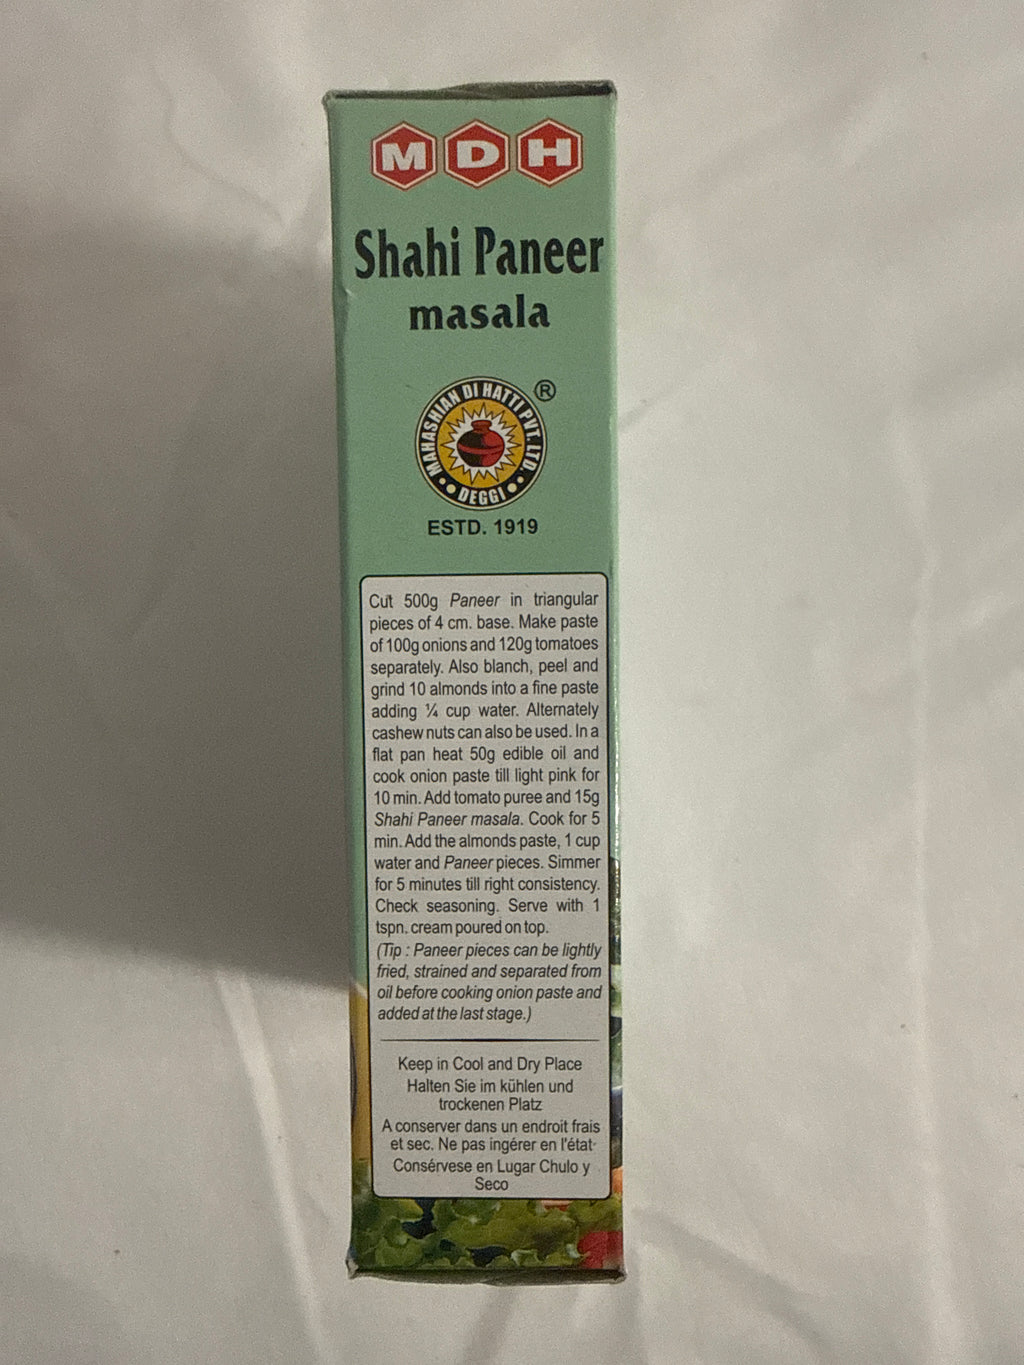 MDH
Shahi Paneer
masala
MAHASHIAN DI HATTI PVT. LTD.
DEGGI
®
ESTD. 1919
Cut 500g Paneer in triangular
pieces of 4 cm. base. Make paste
of 100g onions and 120g tomatoes
separately. Also blanch, peel and
grind 10 almonds into a fine paste
adding ¼ cup water. Alternately
cashew nuts can also be used. In a
flat pan heat 50g edible oil and
cook onion paste till light pink for
10 min. Add tomato puree and 15g
Shahi Paneer masala. Cook for 5
min. Add the almonds paste, 1 cup
water and Paneer pieces. Simmer
for 5 minutes till right consistency.
Check seasoning. Serve with 1
tspn. cream poured on top.
(Tip : Paneer pieces can be lightly
fried, strained and separated from
oil before cooking onion paste and
added at the last stage.)
Keep in Cool and Dry Place
Halten Sie im kühlen und
trockenen Platz
A conserver dans un endroit frais
et sec. Ne pas ingérer en l'état-
Consérvese en Lugar Chulo y
Seco